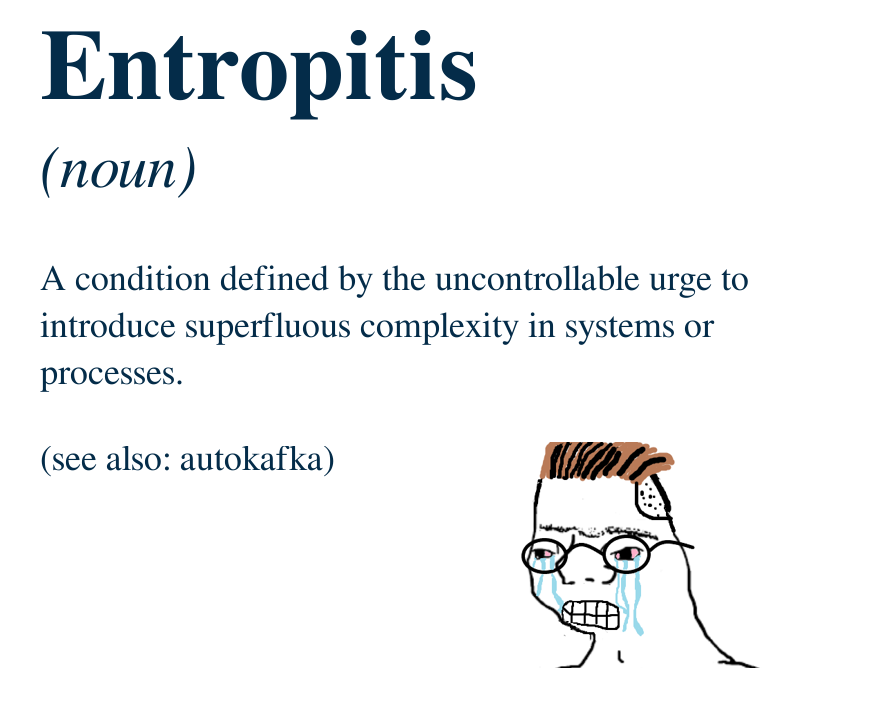 Entropitis
(noun)
A condition defined by the uncontrollable urge to
introduce superfluous complexity in systems or
processes.
(see also: autokafka)